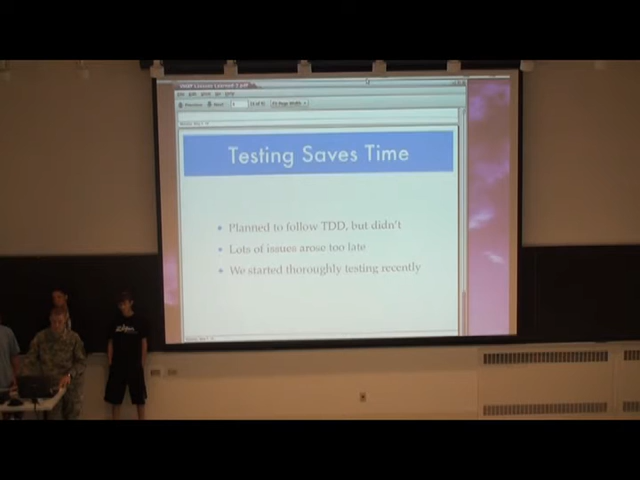 Testing Saves Time
• Planned to follow TDD, but didn't
• Lots of issues arose too late
• We started thoroughly testing recently